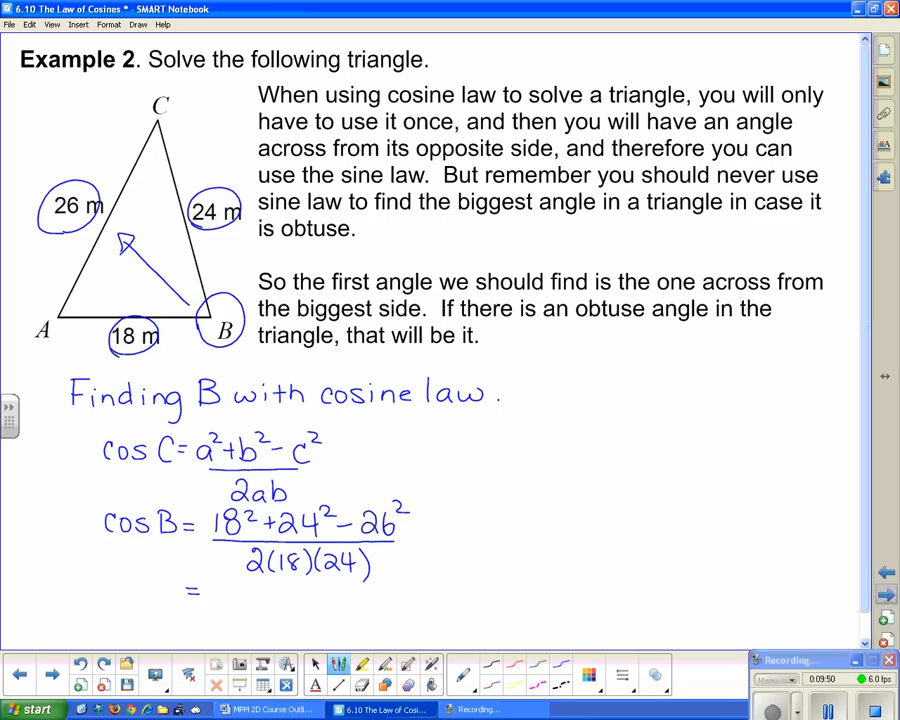 6.10 The Law of Cosines * - SMART Notebook
File Edit View Insert Format Draw Help
Example 2. Solve the following triangle.
C
When using cosine law to solve a triangle, you will only
have to use it once, and then you will have an angle
across from its opposite side, and therefore you can
use the sine law. But remember you should never use
sine law to find the biggest angle in a triangle in case it
is obtuse.
26 m
24 m
So the first angle we should find is the one across from
the biggest side. If there is an obtuse angle in the
triangle, that will be it.
A
18 m
B
Finding B with cosine law.
cos C = a²+b²-c²
2ab
cos B = 18²+24²-26²
2(18)(24)
=
Recording...
Menu
0:09:50
6.0 fps
start
MPM 2D Course Outli...
6.10 The Law of Cosi...
Recording...